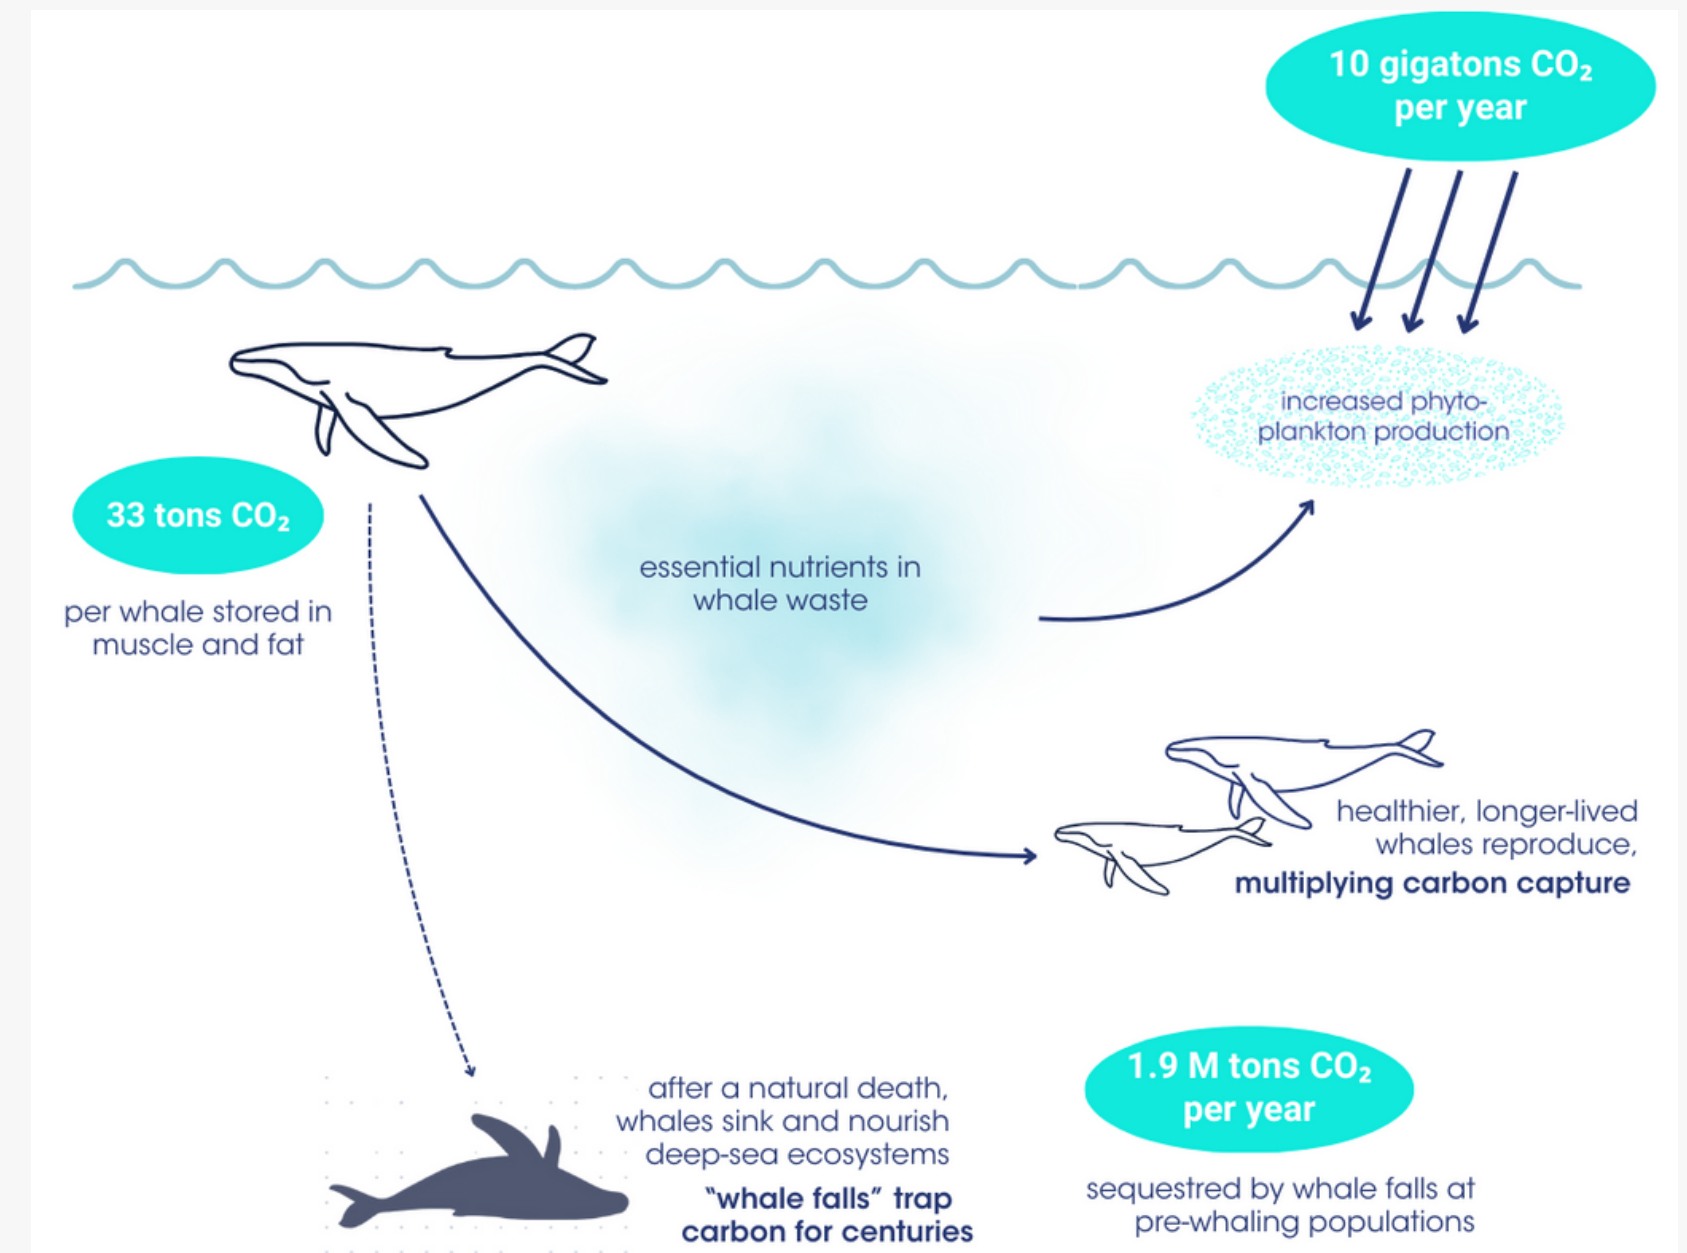 10 gigatons CO₂
per year
increased phyto-
plankton production
33 tons CO₂
per whale stored in
muscle and fat
essential nutrients in
whale waste
healthier, longer-lived
whales reproduce,
multiplying carbon capture
after a natural death,
whales sink and nourish
deep-sea ecosystems
"whale falls” trap
carbon for centuries
1.9 M tons CO₂
per year
sequestred by whale falls at
pre-whaling populations